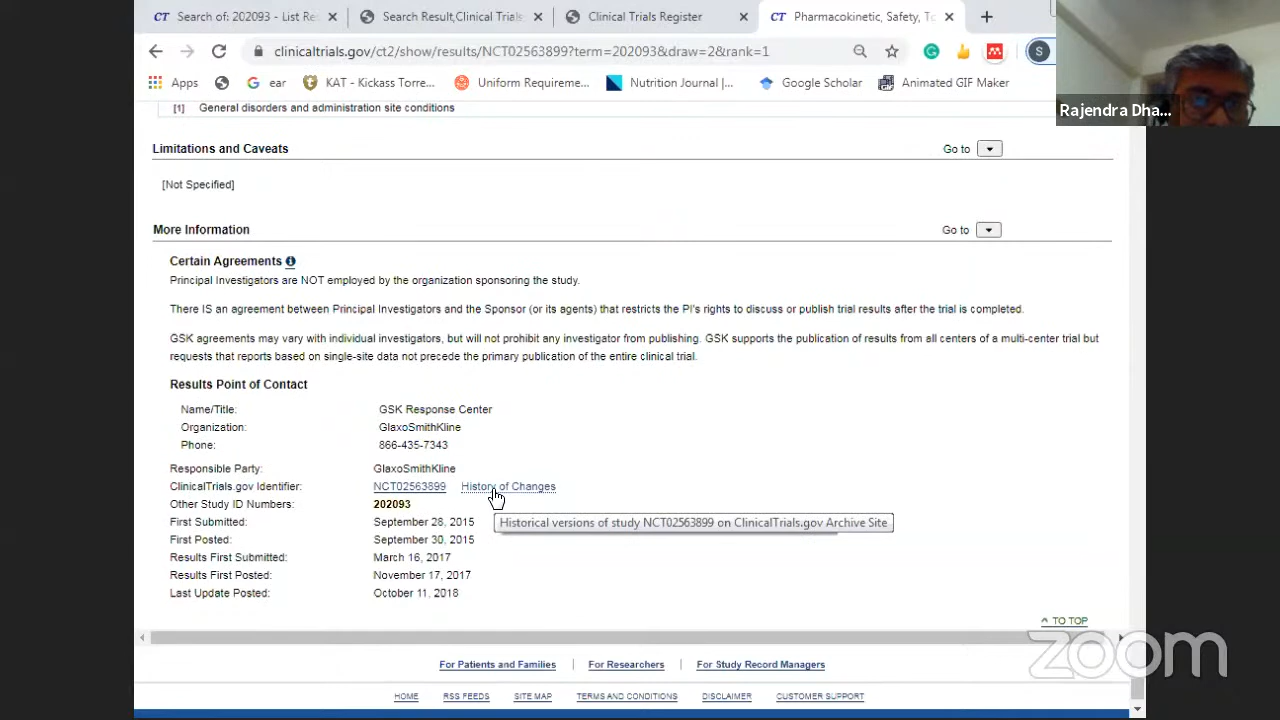 CT Search of: 202093 - List Re
Search Result,Clinical Trials
Clinical Trials Register
CT Pharmacokinetic, Safety, To
clinicaltrials.gov/ct2/show/results/NCT02563899?term=202093&draw=2&rank=1
S
Apps
G ear
KAT - Kickass Torre...
Uniform Requireme...
Nutrition Journal |...
Google Scholar
Animated GIF Maker
Rajendra Dha...
[1] General disorders and administration site conditions
Limitations and Caveats Go to
[Not Specified]
More Information Go to
Certain Agreements
Principal Investigators are NOT employed by the organization sponsoring the study.
There IS an agreement between Principal Investigators and the Sponsor (or its agents) that restricts the PI's rights to discuss or publish trial results after the trial is completed.
GSK agreements may vary with individual investigators, but will not prohibit any investigator from publishing. GSK supports the publication of results from all centers of a multi-center trial but
requests that reports based on single-site data not precede the primary publication of the entire clinical trial.
Results Point of Contact
Name/Title: GSK Response Center
Organization: GlaxoSmithKline
Phone: 866-435-7343
Responsible Party: GlaxoSmithKline
ClinicalTrials.gov Identifier: NCT02563899 History of Changes
Other Study ID Numbers: 202093
First Submitted: September 28, 2015
Historical versions of study NCT02563899 on ClinicalTrials.gov Archive Site
First Posted: September 30, 2015
Results First Submitted: March 16, 2017
Results First Posted: November 17, 2017
Last Update Posted: October 11, 2018
TO TOP
zoom
For Patients and Families | For Researchers | For Study Record Managers
HOME RSS FEEDS SITE MAP TERMS AND CONDITIONS DISCLAIMER CUSTOMER SUPPORT